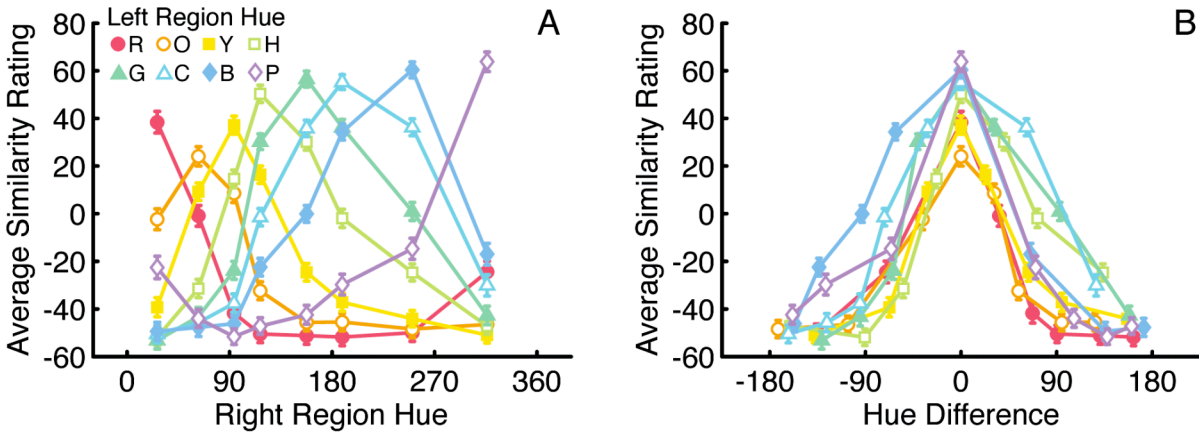 Left Region Hue
R O Y H
G C B P
A
80
60
40
20
0
-20
-40
-60
Average Similarity Rating
0 90 180 270 360
Right Region Hue
B
80
60
40
20
0
-20
-40
-60
Average Similarity Rating
-180 -90 0 90 180
Hue Difference